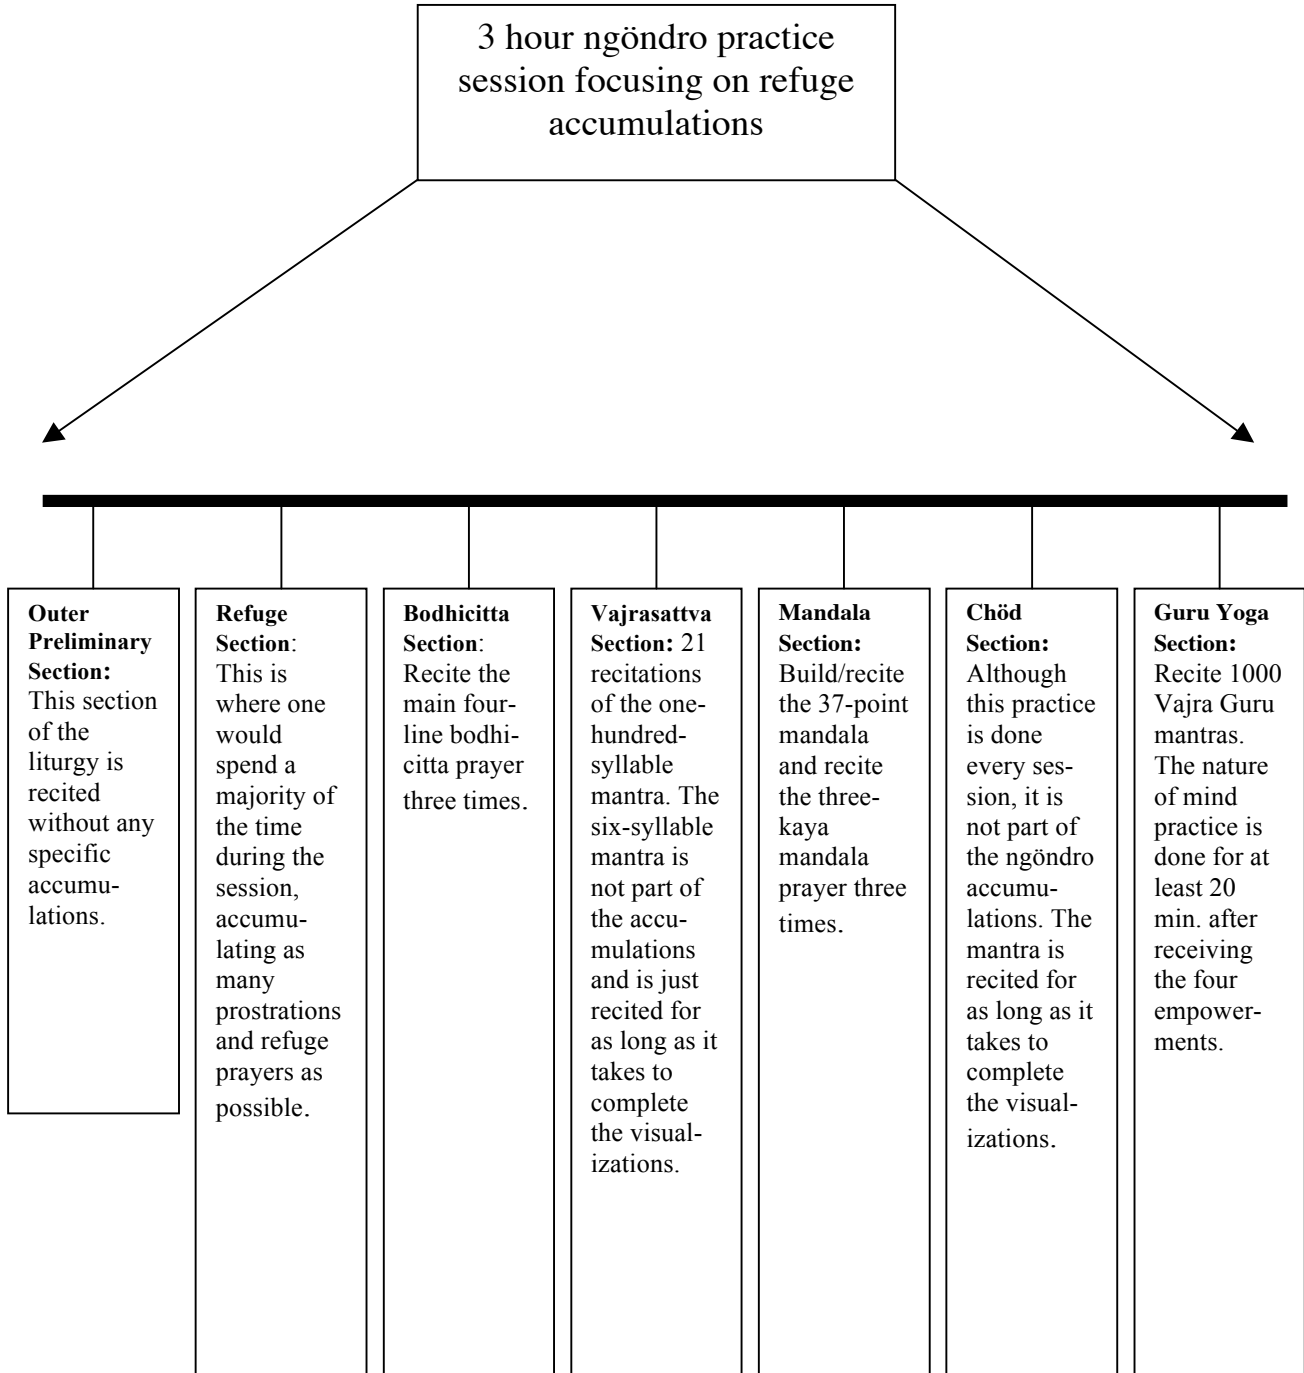 3 hour ngöndro practice
session focusing on refuge
accumulations
Outer
Preliminary
Section:
This section
of the
liturgy is
recited
without any
specific
accumu-
lations.
Refuge
Section:
This is
where one
would
spend a
majority of
the time
during the
session,
accumu-
lating as
many
prostrations
and refuge
prayers as
possible.
Bodhicitta
Section:
Recite the
main four-
line bodhi-
citta prayer
three times.
Vajrasattva
Section: 21
recitations
of the one-
hundred-
syllable
mantra. The
six-syllable
mantra is
not part of
the accu-
mulations
and is just
recited for
as long as it
takes to
complete
the visual-
izations.
Mandala
Section:
Build/recite
the 37-point
mandala
and recite
the three-
kaya
mandala
prayer three
times.
Chöd
Section:
Although
this practice
is done
every ses-
sion, it is
not part of
the ngöndro
accumu-
lations. The
mantra is
recited for
as long as it
takes to
complete
the visual-
izations.
Guru Yoga
Section:
Recite 1000
Vajra Guru
mantras.
The nature
of mind
practice is
done for at
least 20
min. after
receiving
the four
empower-
ments.